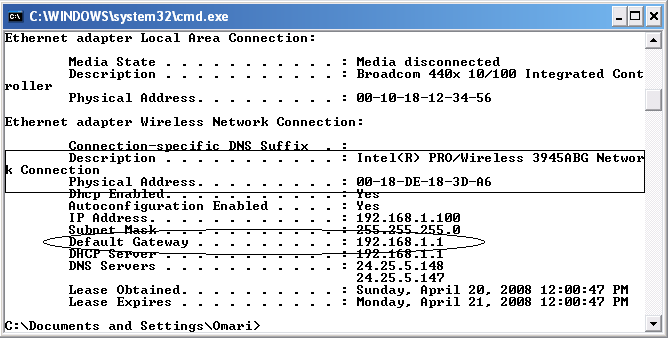 C:\WINDOWS\system32\cmd.exe
Ethernet adapter Local Area Connection:
Media State . . . . . . . . . . . : Media disconnected
Description . . . . . . . . . . . : Broadcom 440x 10/100 Integrated Cont
roller
Physical Address. . . . . . . . . : 00-10-18-12-34-56
Ethernet adapter Wireless Network Connection:
Connection-specific DNS Suffix  . :
Description . . . . . . . . . . . : Intel(R) PRO/Wireless 3945ABG Networ
k Connection
Physical Address. . . . . . . . . : 00-18-DE-18-3D-A6
Dhcp Enabled. . . . . . . . . . . : Yes
Autoconfiguration Enabled . . . . : Yes
IP Address. . . . . . . . . . . . : 192.168.1.100
Subnet Mask . . . . . . . . . . . : 255.255.255.0
Default Gateway . . . . . . . . . : 192.168.1.1
DHCP Server . . . . . . . . . . . : 192.168.1.1
DNS Servers . . . . . . . . . . . : 24.25.5.148
24.25.5.147
Lease Obtained. . . . . . . . . . : Sunday, April 20, 2008 12:00:47 PM
Lease Expires . . . . . . . . . . : Monday, April 21, 2008 12:00:47 PM
C:\Documents and Settings\Omari>